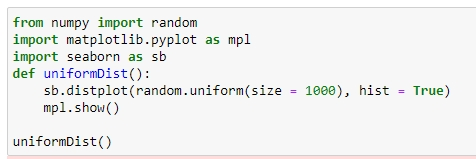 from numpy import random
import matplotlib.pyplot as mpl
import seaborn as sb
def uniformDist():
    sb.distplot(random.uniform(size = 1000), hist = True)
    mpl.show()

uniformDist()